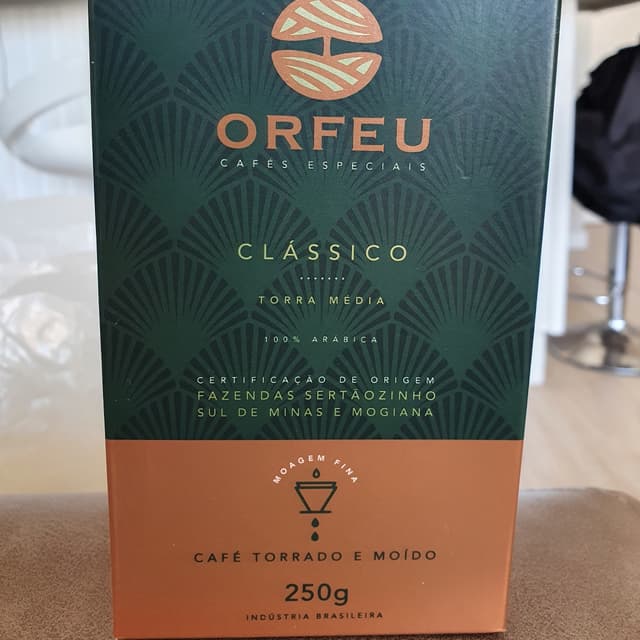 ORFEU
CAFÉS ESPECIAIS
CLÁSSICO
TORRA MÉDIA
100% ARÁBICA
CERTIFICAÇÃO DE ORIGEM
FAZENDAS SERTÃOZINHO
SUL DE MINAS E MOGIANA
MOAGEM FINA
CAFÉ TORRADO E MOÍDO
250g
INDÚSTRIA BRASILEIRA